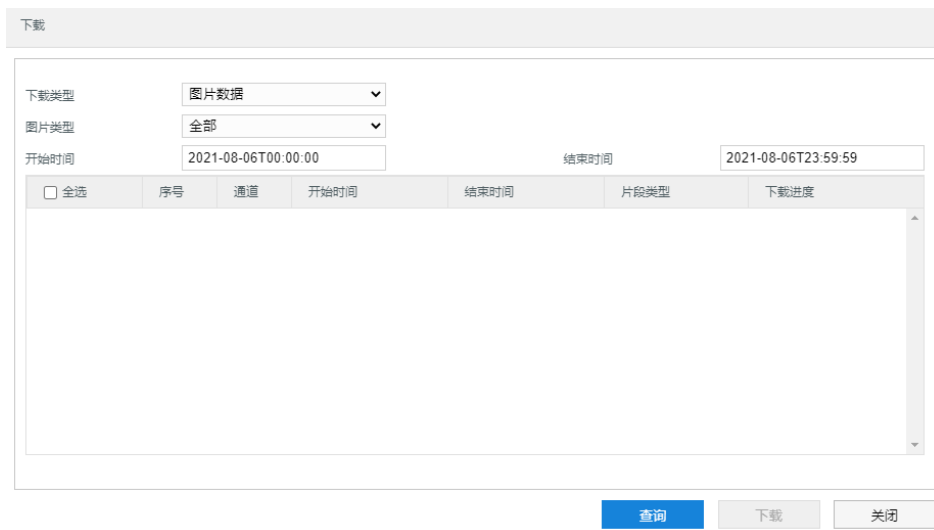 下载
下载类型 图片数据
图片类型 全部
开始时间 2021-08-06T00:00:00 结束时间 2021-08-06T23:59:59
全选 序号 通道 开始时间 结束时间 片段类型 下载进度
查询 下载 关闭